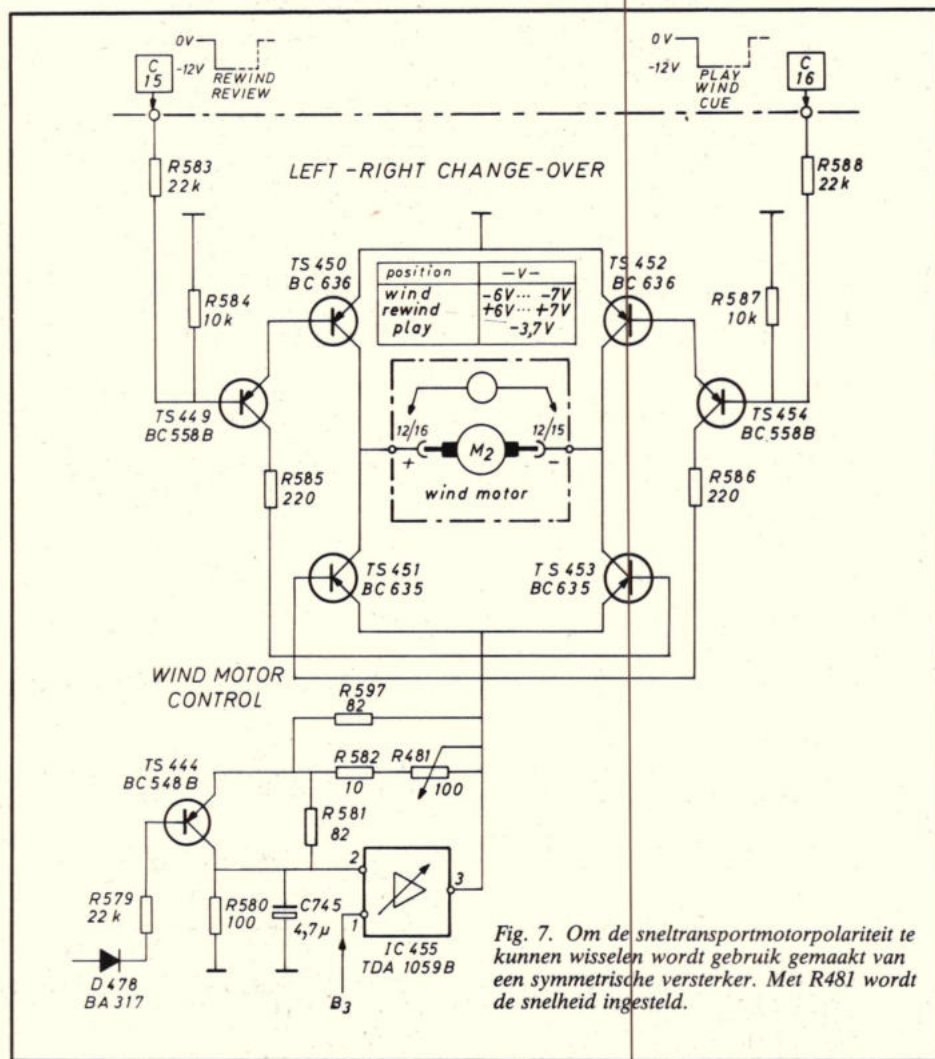 C
15
0V
-12V
REWIND
REVIEW
0V
-12V
PLAY
WIND
CUE
C
16
R583
22k
LEFT-RIGHT CHANGE-OVER
R588
22k
R584
10k
TS 450
BC 636
position -V-
wind -6V... -7V
rewind +6V... +7V
play -3,7V
TS 452
BC 636
R587
10k
TS 449
BC 558B
12/16
12/15
+
M2
-
wind motor
TS 454
BC 558B
R585
220
R586
220
TS 451
BC 635
TS 453
BC 635
WIND MOTOR
CONTROL
R597
82
TS 444
BC 548B
R582
10
R481
100
R581
82
R579
22k
R580
100
C745
4,7µ
2
1
3
IC 455
TDA 1059B
D 478
BA 317
B3
Fig. 7. Om de sneltransportmotorpolariteit te
kunnen wisselen wordt gebruik gemaakt van
een symmetrische versterker. Met R481 wordt
de snelheid ingesteld.